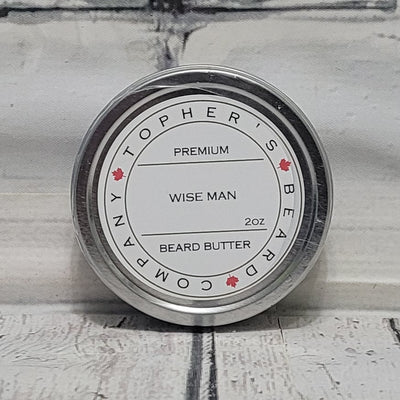 TOPHER'S BEARD COMPANY
PREMIUM
WISE MAN
2OZ
BEARD BUTTER